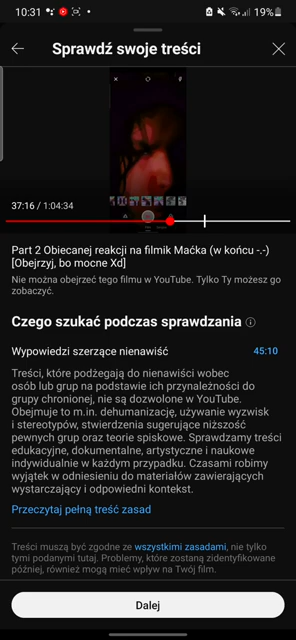 10:31
19%
Sprawdź swoje treści
37:16 / 1:04:34
Part 2 Obiecanej reakcji na filmik Maćka (w końcu -.-)
[Obejrzyj, bo mocne Xd]
Nie można obejrzeć tego filmu w YouTube. Tylko Ty możesz go
zobaczyć.
Czego szukać podczas sprawdzania
Wypowiedzi szerzące nienawiść 45:10
Treści, które podżegają do nienawiści wobec
osób lub grup na podstawie ich przynależności do
grupy chronionej, nie są dozwolone w YouTube.
Obejmuje to m.in. dehumanizację, używanie wyzwisk
i stereotypów, stwierdzenia sugerujące niższość
pewnych grup oraz teorie spiskowe. Sprawdzamy treści
edukacyjne, dokumentalne, artystyczne i naukowe
indywidualnie w każdym przypadku. Czasami robimy
wyjątek w odniesieniu do materiałów zawierających
wystarczający i odpowiedni kontekst.
Przeczytaj pełną treść zasad
Treści muszą być zgodne ze wszystkimi zasadami, nie tylko
tymi podanymi tutaj. Problemy, które zostaną zidentyfikowane
później, również mogą mieć wpływ na Twój film.
Dalej